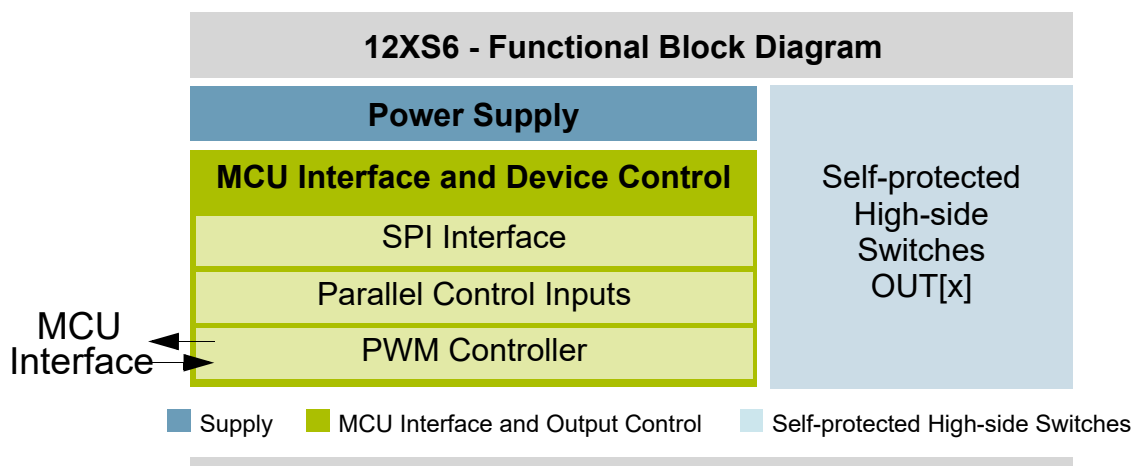 12XS6 - Functional Block Diagram
Power Supply
MCU Interface and Device Control
SPI Interface
Parallel Control Inputs
PWM Controller
Self-protected
High-side
Switches
OUT[x]
MCU
Interface
Supply
MCU Interface and Output Control
Self-protected High-side Switches